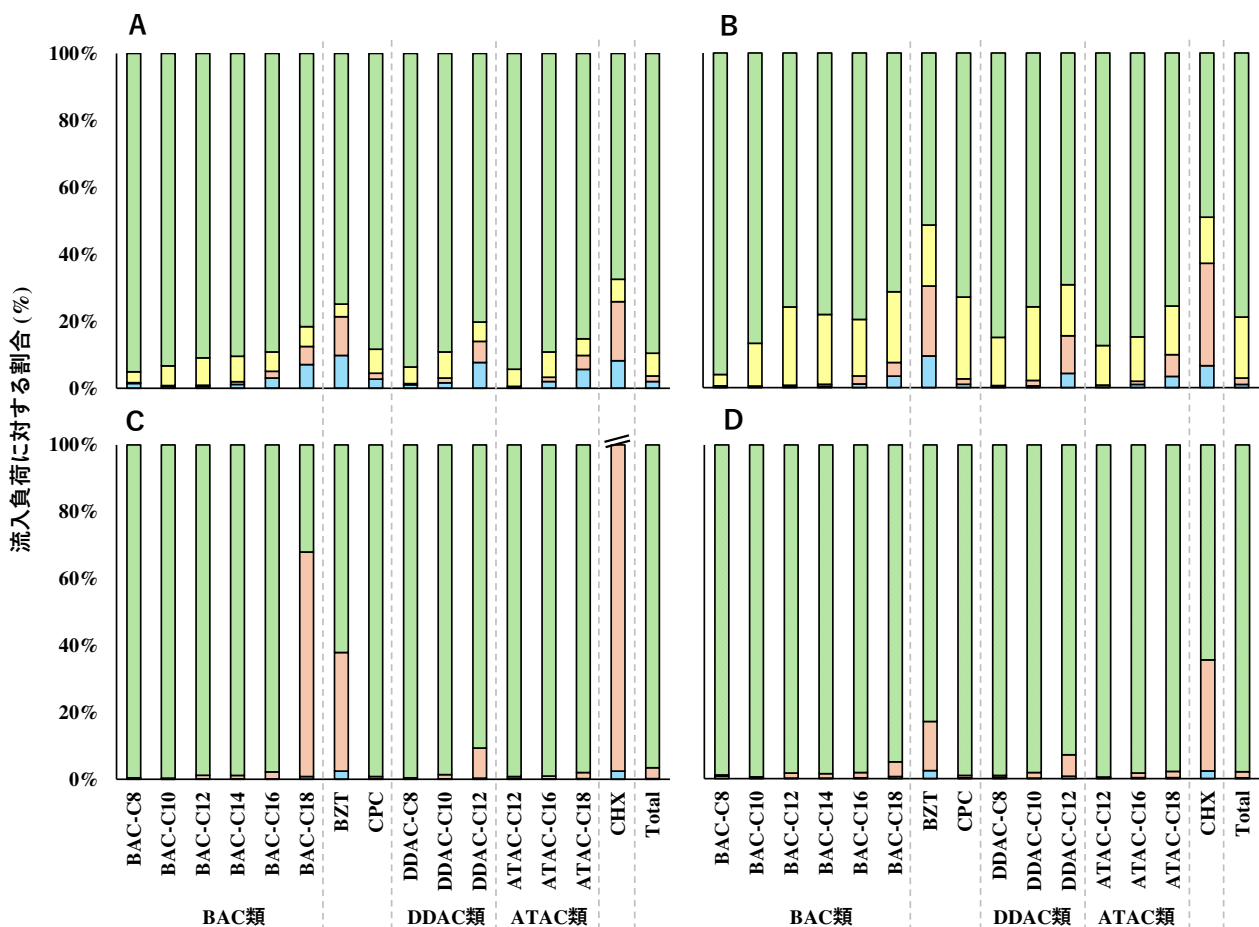 A
B
100%
80%
60%
40%
20%
0%
C
D
100%
80%
60%
40%
20%
0%
流入負荷に対する割合 (%)
BAC-C8
BAC-C10
BAC-C12
BAC-C14
BAC-C16
BAC-C18
BZT
CPC
DDAC-C8
DDAC-C10
DDAC-C12
ATAC-C12
ATAC-C16
ATAC-C18
CHX
Total
BAC-C8
BAC-C10
BAC-C12
BAC-C14
BAC-C16
BAC-C18
BZT
CPC
DDAC-C8
DDAC-C10
DDAC-C12
ATAC-C12
ATAC-C16
ATAC-C18
CHX
Total
BAC類
DDAC類
ATAC類
BAC類
DDAC類
ATAC類